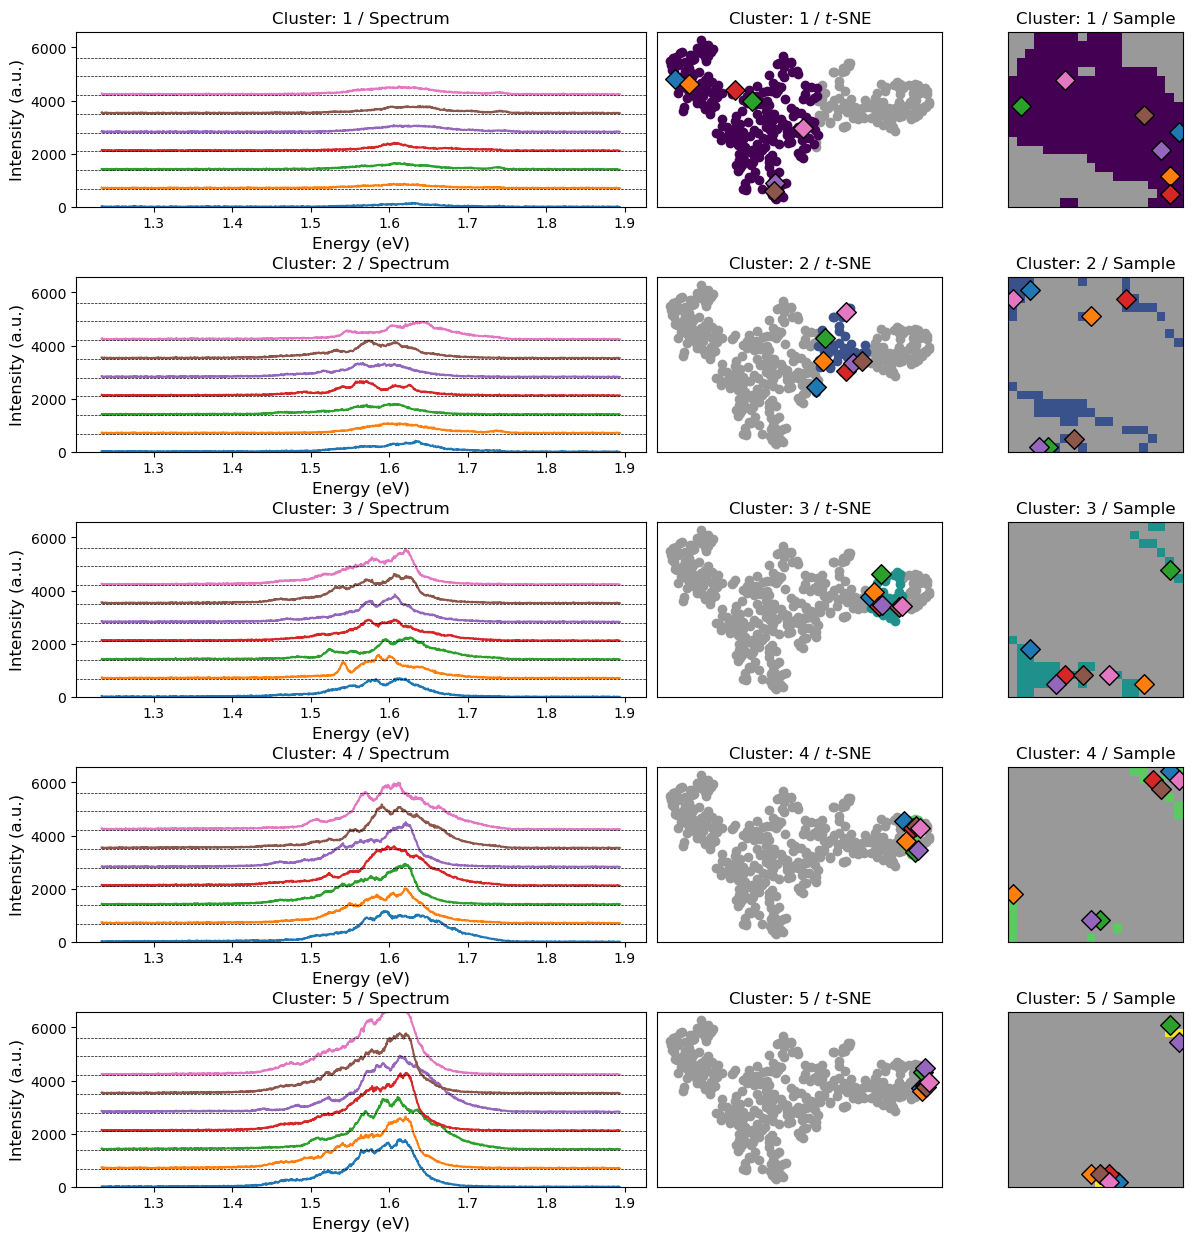 Cluster: 1 / Spectrum
Cluster: 1 / t-SNE
Cluster: 1 / Sample
Intensity (a.u.)
6000
4000
2000
0
1.3 1.4 1.5 1.6 1.7 1.8 1.9
Energy (eV)
Cluster: 2 / Spectrum
Cluster: 2 / t-SNE
Cluster: 2 / Sample
Intensity (a.u.)
6000
4000
2000
0
1.3 1.4 1.5 1.6 1.7 1.8 1.9
Energy (eV)
Cluster: 3 / Spectrum
Cluster: 3 / t-SNE
Cluster: 3 / Sample
Intensity (a.u.)
6000
4000
2000
0
1.3 1.4 1.5 1.6 1.7 1.8 1.9
Energy (eV)
Cluster: 4 / Spectrum
Cluster: 4 / t-SNE
Cluster: 4 / Sample
Intensity (a.u.)
6000
4000
2000
0
1.3 1.4 1.5 1.6 1.7 1.8 1.9
Energy (eV)
Cluster: 5 / Spectrum
Cluster: 5 / t-SNE
Cluster: 5 / Sample
Intensity (a.u.)
6000
4000
2000
0
1.3 1.4 1.5 1.6 1.7 1.8 1.9
Energy (eV)